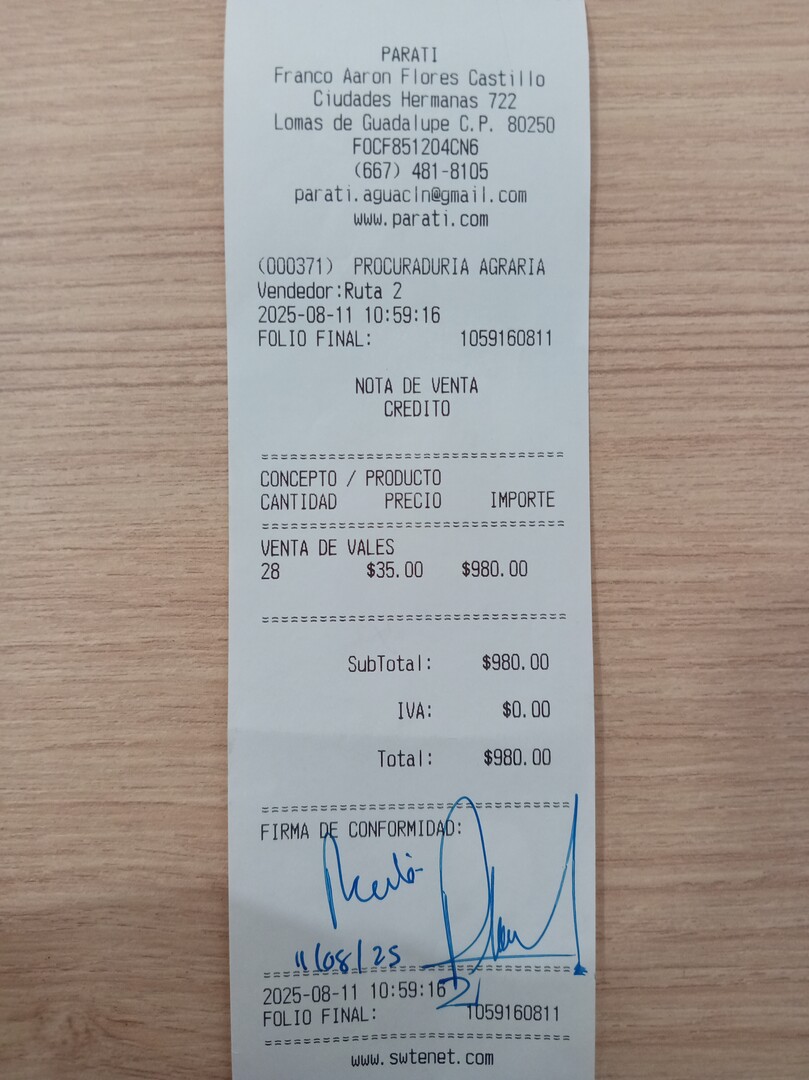 PARATI
Franco Aaron Flores Castillo
Ciudades Hermanas 722
Lomas de Guadalupe C.P. 80250
FOCF851204CN6
(667) 481-8105
parati.aguacln@gmail.com
www.parati.com
(000371) PROCURADURIA AGRARIA
Vendedor:Ruta 2
2025-08-11 10:59:16
FOLIO FINAL: 1059160811
NOTA DE VENTA
CREDITO
==================================
CONCEPTO / PRODUCTO
CANTIDAD PRECIO IMPORTE
==================================
VENTA DE VALES
28 $35.00 $980.00
==================================
SubTotal: $980.00
IVA: $0.00
Total: $980.00
==================================
FIRMA DE CONFORMIDAD:
11/08/25
==================================
2025-08-11 10:59:16
FOLIO FINAL: 1059160811
==================================
www.swtenet.com